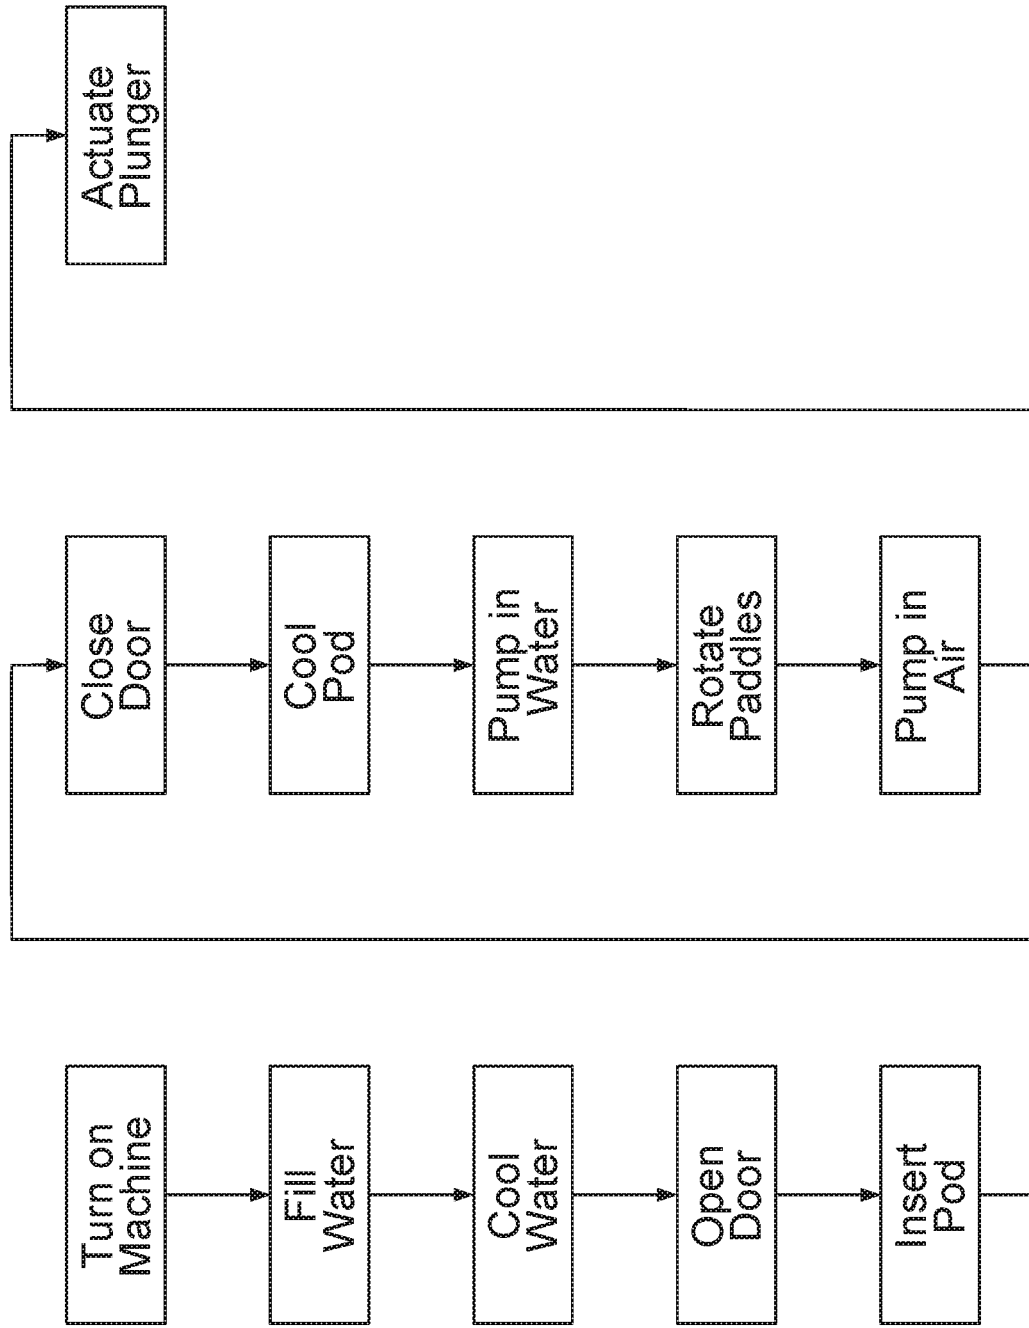 Turn on
Machine
Fill
Water
Cool
Water
Open
Door
Insert
Pod
Close
Door
Cool
Pod
Pump in
Water
Rotate
Paddles
Pump in
Air
Actuate
Plunger